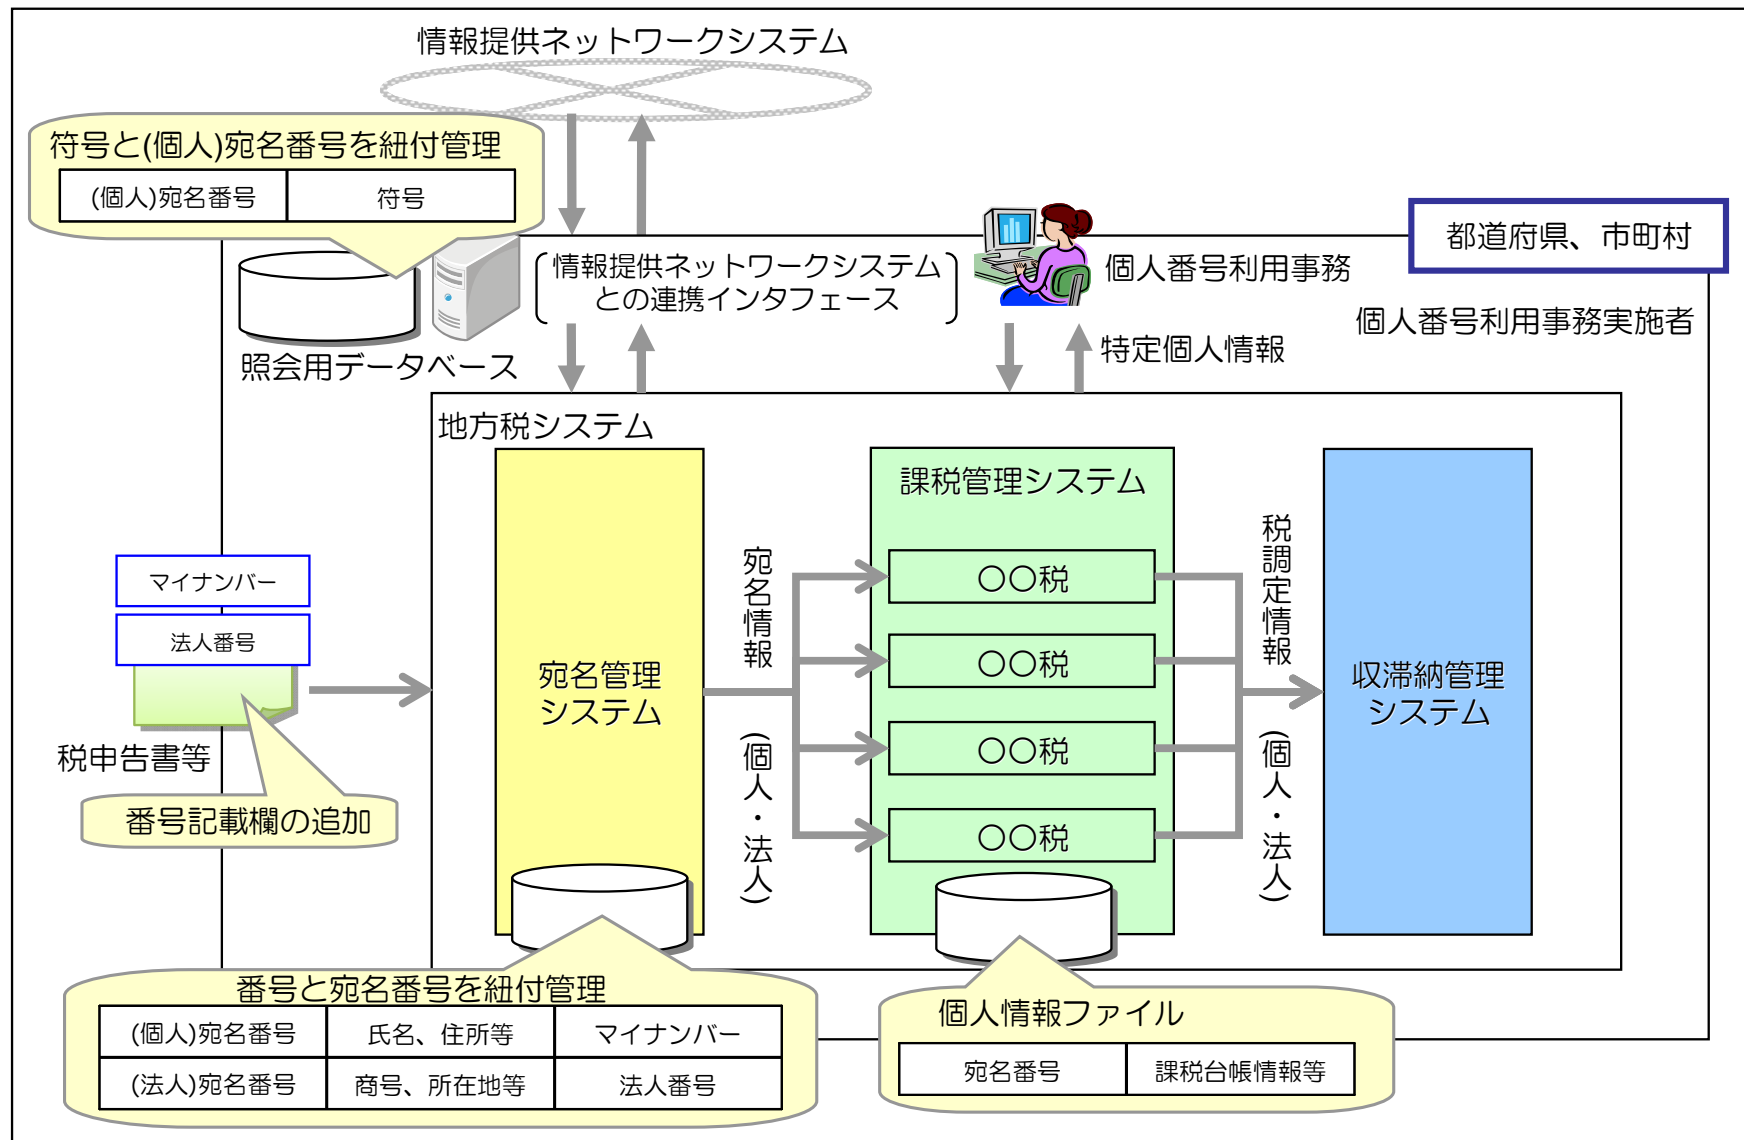 情報提供ネットワークシステム
符号と(個人)宛名番号を紐付管理
(個人)宛名番号
符号
都道府県、市町村
情報提供ネットワークシステム
との連携インタフェース
個人番号利用事務
個人番号利用事務実施者
照会用データベース
特定個人情報
地方税システム
課税管理システム
マイナンバー
法人番号
税申告書等
番号記載欄の追加
宛名管理
システム
宛名情報
(個人・法人)
〇〇税
〇〇税
〇〇税
〇〇税
税調定情報
(個人・法人)
収滞納管理
システム
番号と宛名番号を紐付管理
(個人)宛名番号
氏名、住所等
マイナンバー
(法人)宛名番号
商号、所在地等
法人番号
個人情報ファイル
宛名番号
課税台帳情報等